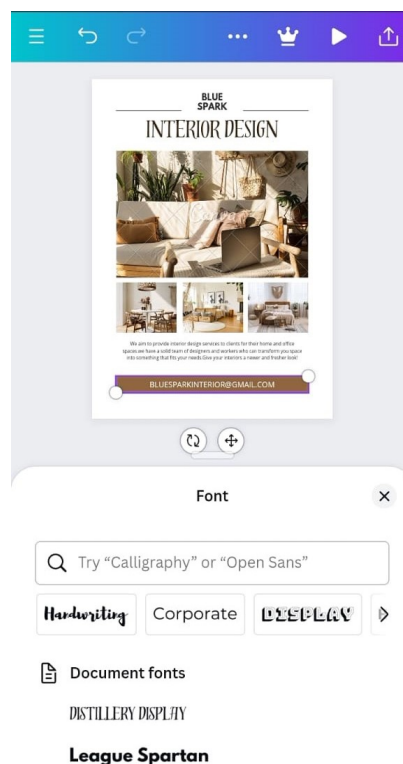 BLUE
SPARK
INTERIOR DESIGN
We aim to provide interior design services to clients for their home and office
spaces we have a solid team of designers and workers who can transform you space
into something that fits your needs.Give your interiors a newer and fresher look!
BLUESPARKINTERIOR@GMAIL.COM
Font
Try “Calligraphy” or “Open Sans”
Handwriting
Corporate
DISPLAY
Document fonts
DISTILLERY DISPLAY
League Spartan